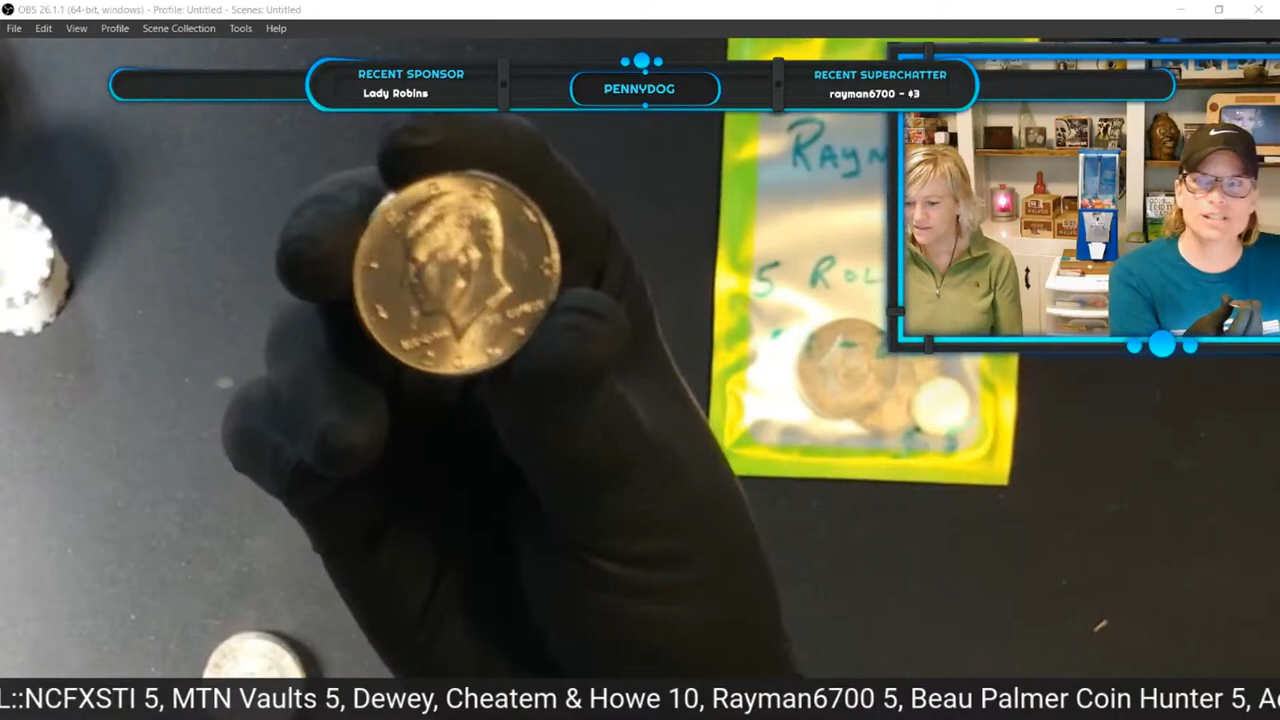 OBS 26.1.1 (64-bit, windows) - Profile: Untitled - Scenes: Untitled
File Edit View Profile Scene Collection Tools Help
RECENT SPONSOR
Lady Robins
PENNYDOG
RECENT SUPERCHATTER
rayman6700 - $3
RAYN
5 ROL
L::NCFXSTI 5, MTN Vaults 5, Dewey, Cheatem & Howe 10, Rayman6700 5, Beau Palmer Coin Hunter 5, A